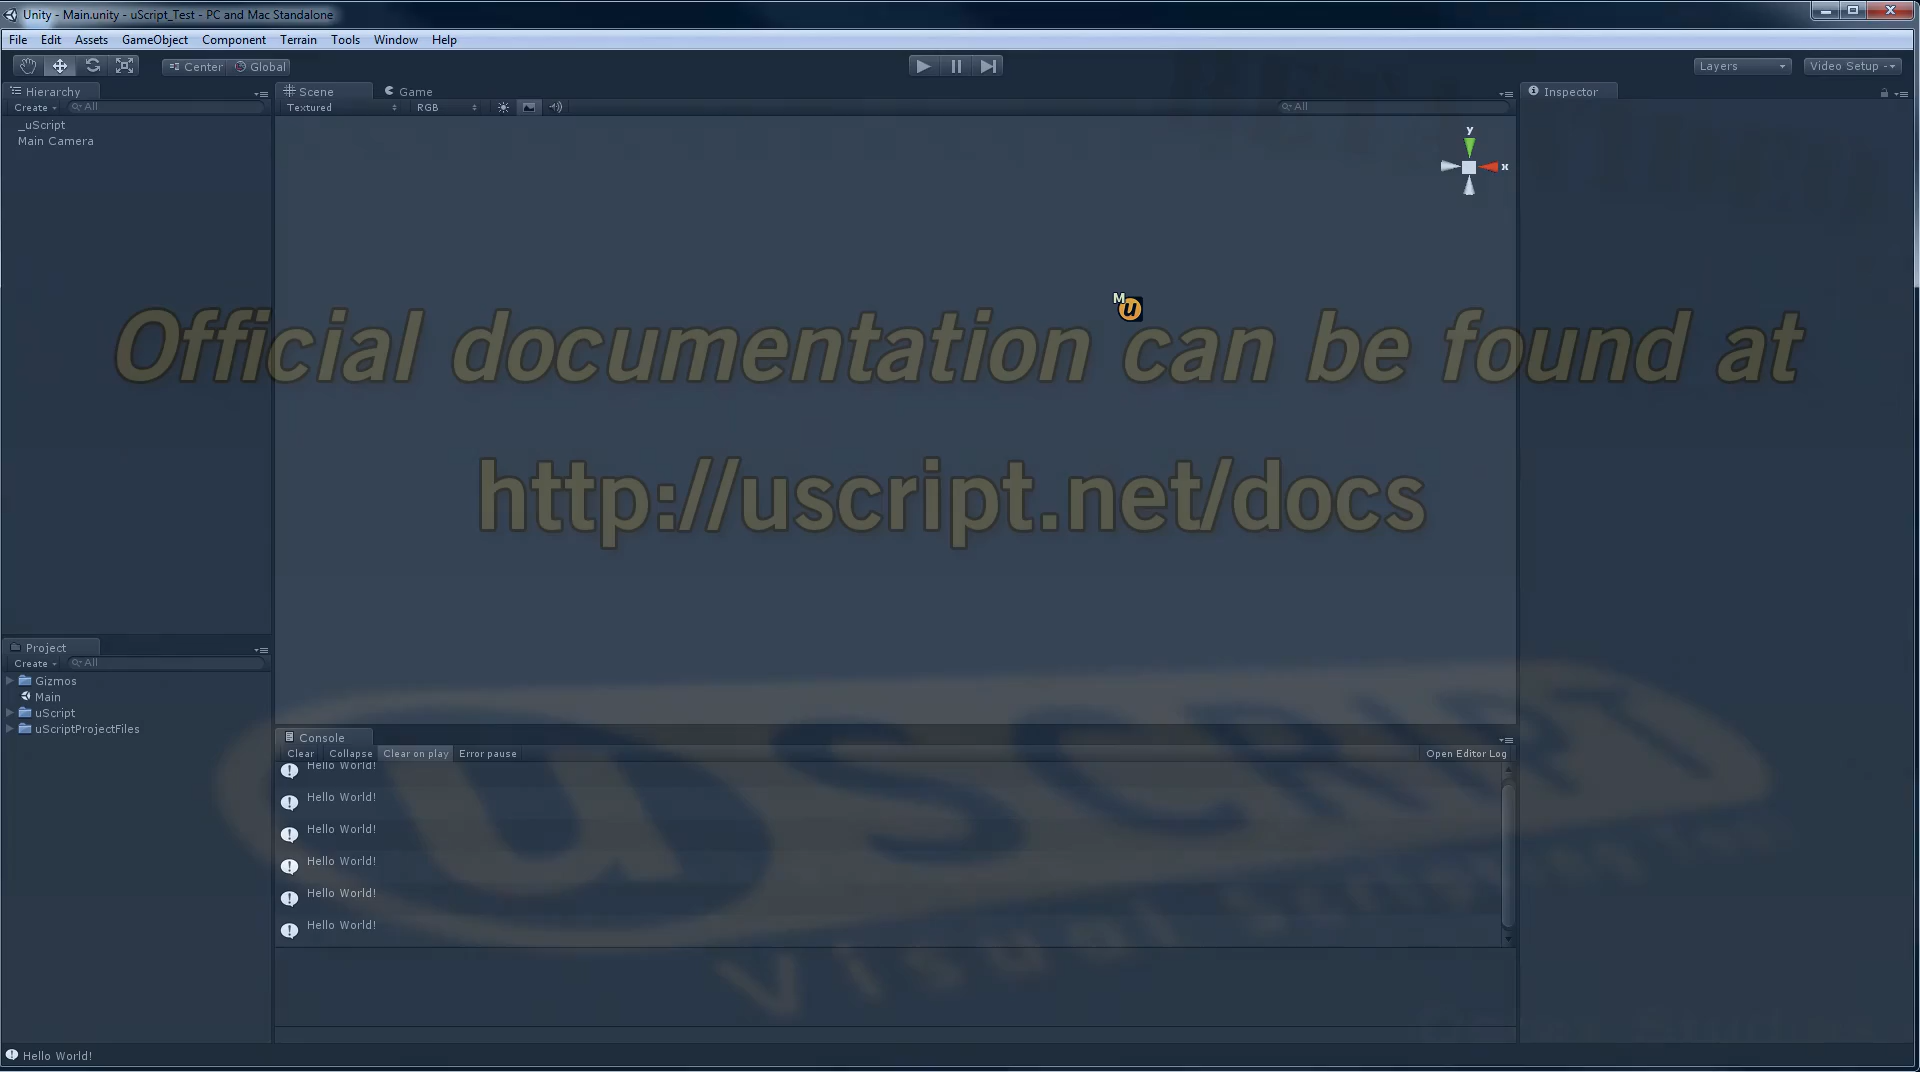 Unity - Main.unity - uScript_Test - PC and Mac Standalone
File Edit Assets GameObject Component Terrain Tools Window Help
Center Global
Layers
Video Setup
Hierarchy
Create All
_uScript
Main Camera
Scene Game
Textured RGB All
y
x
M
u
Inspector
Official documentation can be found at
http://uscript.net/docs
Project
Create All
Gizmos
Main
uScript
uScriptProjectFiles
Console
Clear Collapse Clear on play Error pause Open Editor Log
Hello World!
Hello World!
Hello World!
Hello World!
Hello World!
Hello World!
uSCRIPT
Visual Scripting Tool
Hello World!